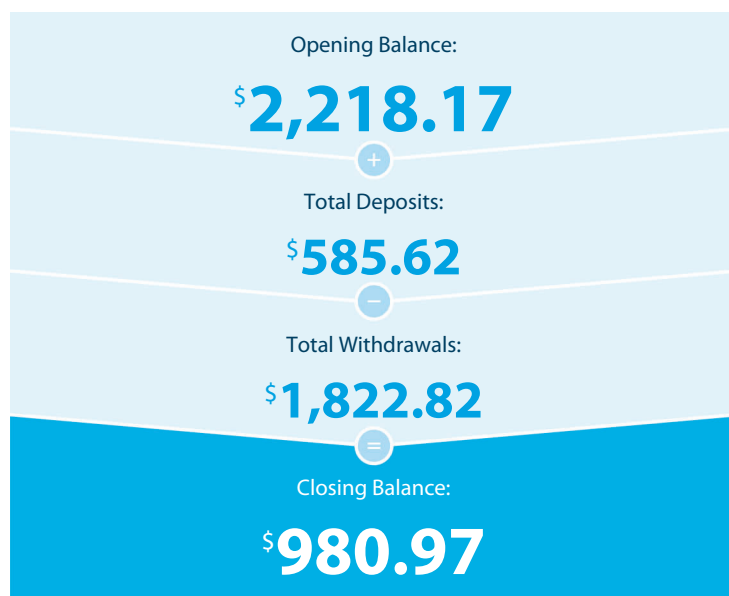 Opening Balance:
$2,218.17
+
Total Deposits:
$585.62
−
Total Withdrawals:
$1,822.82
=
Closing Balance:
$980.97